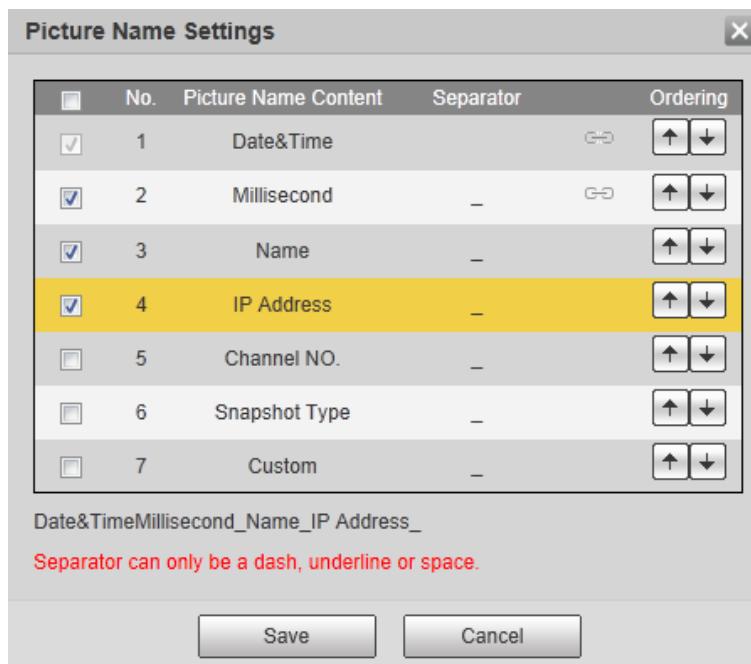 Picture Name Settings
No. Picture Name Content Separator Ordering
1 Date&Time
2 Millisecond _
3 Name _
4 IP Address _
5 Channel NO. _
6 Snapshot Type _
7 Custom _
Date&TimeMillisecond_Name_IP Address_
Separator can only be a dash, underline or space.
Save Cancel